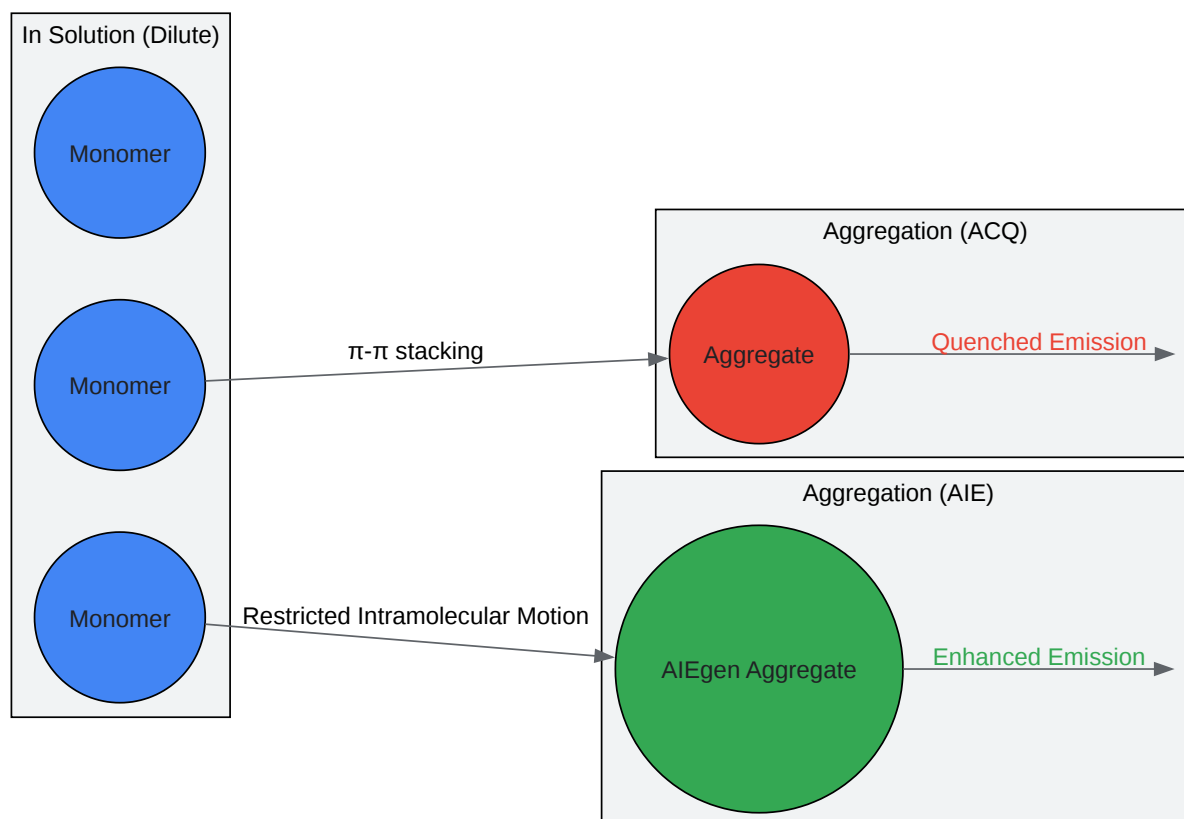 In Solution (Dilute)
Monomer
Monomer
Monomer
π-π stacking
Restricted Intramolecular Motion
Aggregation (ACQ)
Aggregate
Quenched Emission
Aggregation (AIE)
AIEgen Aggregate
Enhanced Emission